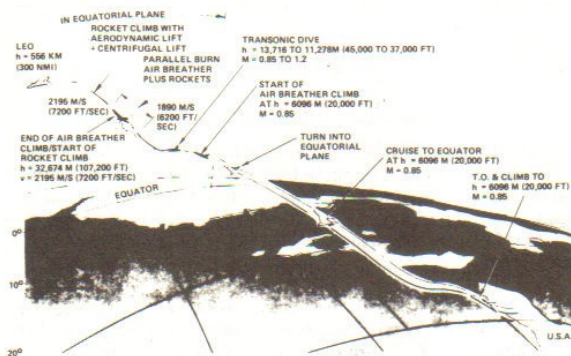 IN EQUATORIAL PLANE
ROCKET CLIMB WITH
AERODYNAMIC LIFT
+ CENTRIFUGAL LIFT
PARALLEL BURN
AIR BREATHER
PLUS ROCKETS
LEO
h = 556 KM
(300 NMI)
TRANSONIC DIVE
h = 13,716 TO 11,278M (45,000 TO 37,000 FT)
M = 0.85 TO 1.2
2195 M/S
(7200 FT/SEC)
1890 M/S
(6200 FT/
SEC)
START OF
AIR BREATHER CLIMB
AT h = 6096 M (20,000 FT)
M = 0.85
END OF AIR BREATHER
CLIMB/START OF
ROCKET CLIMB
h = 32,674 M (107,200 FT)
v = 2195 M/S (7200 FT/SEC)
TURN INTO
EQUATORIAL
PLANE
CRUISE TO EQUATOR
AT h = 6096 M (20,000 FT)
M = 0.85
T.O. & CLIMB TO
h = 6096 M (20,000 FT)
M = 0.85
EQUATOR
0°
10°
20°
U.S.A.